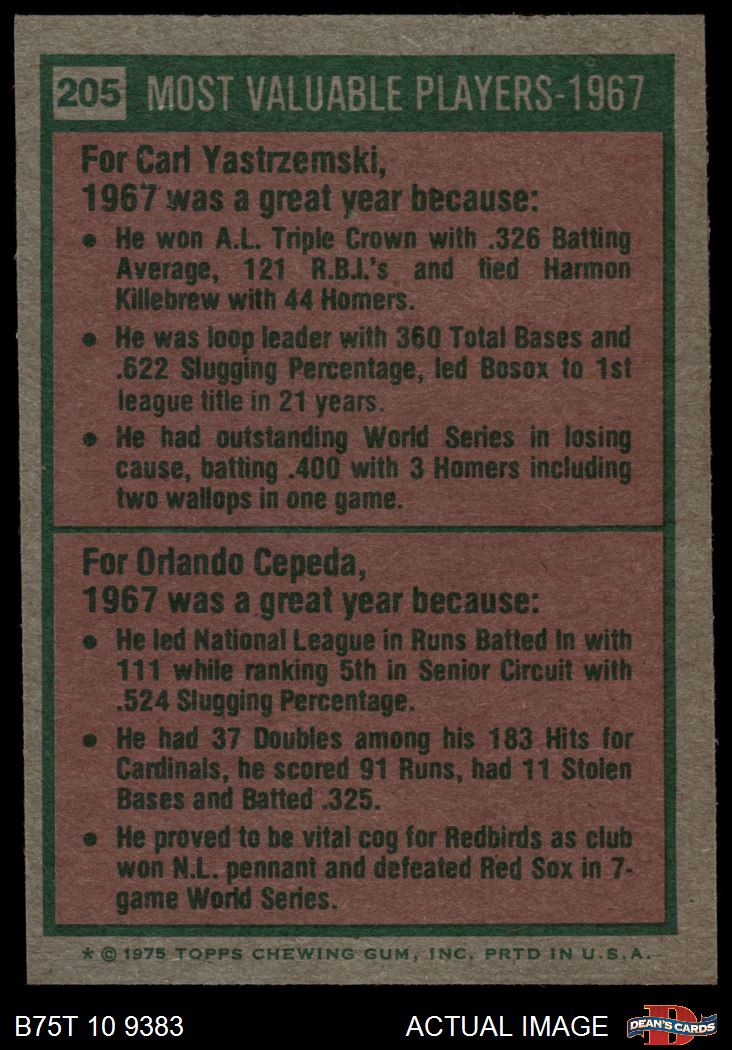 205 MOST VALUABLE PLAYERS-1967
For Carl Yastrzemski,
1967 was a great year because:
● He won A.L. Triple Crown with .326 Batting
Average, 121 R.B.I.'s and tied Harmon
Killebrew with 44 Homers.
● He was loop leader with 360 Total Bases and
.622 Slugging Percentage, led Bosox to 1st
league title in 21 years.
● He had outstanding World Series in losing
cause, batting .400 with 3 Homers including
two wallops in one game.
For Orlando Cepeda,
1967 was a great year because:
● He led National League in Runs Batted In with
111 while ranking 5th in Senior Circuit with
.524 Slugging Percentage.
● He had 37 Doubles among his 183 Hits for
Cardinals, he scored 91 Runs, had 11 Stolen
Bases and Batted .325.
● He proved to be vital cog for Redbirds as club
won N.L. pennant and defeated Red Sox in 7-
game World Series.
* © 1975 TOPPS CHEWING GUM, INC. PRTD IN U.S.A.
B75T 10 9383 ACTUAL IMAGE D DEAN'S CARDS